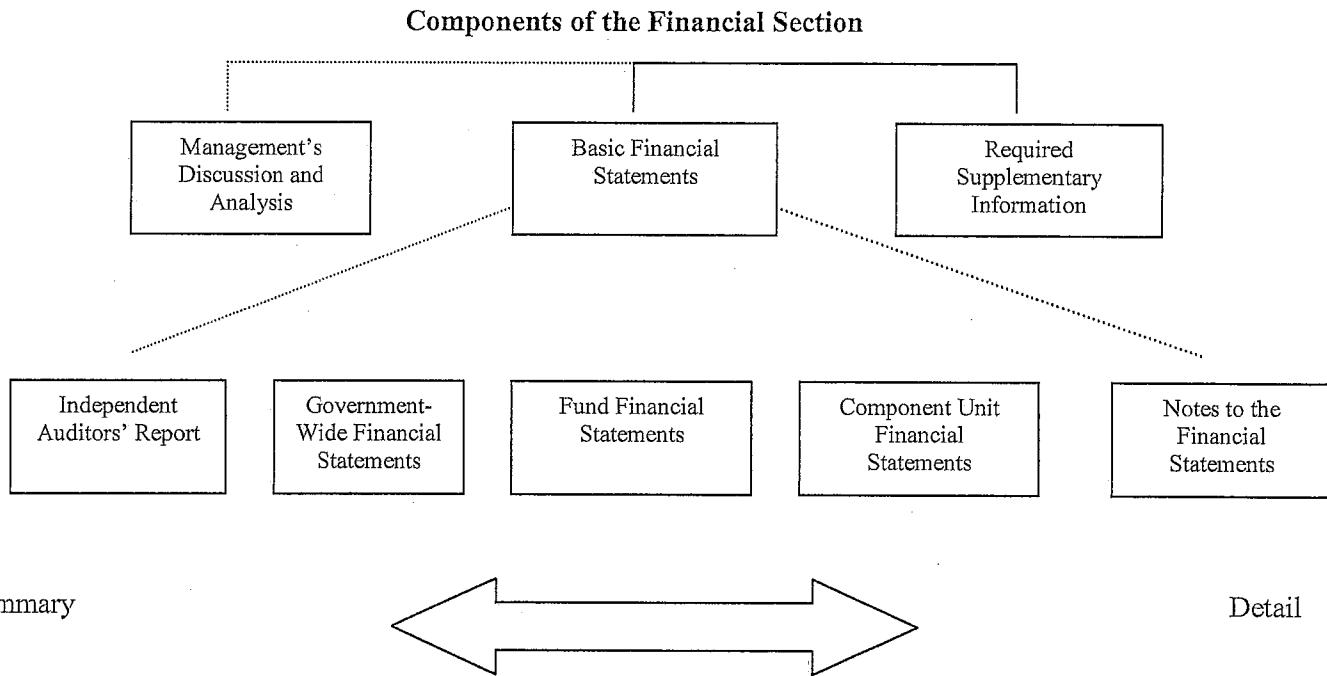 Components of the Financial Section
Management's
Discussion and
Analysis
Basic Financial
Statements
Required
Supplementary
Information
Independent
Auditors' Report
Government-
Wide Financial
Statements
Fund Financial
Statements
Component Unit
Financial
Statements
Notes to the
Financial
Statements
mmary
Detail